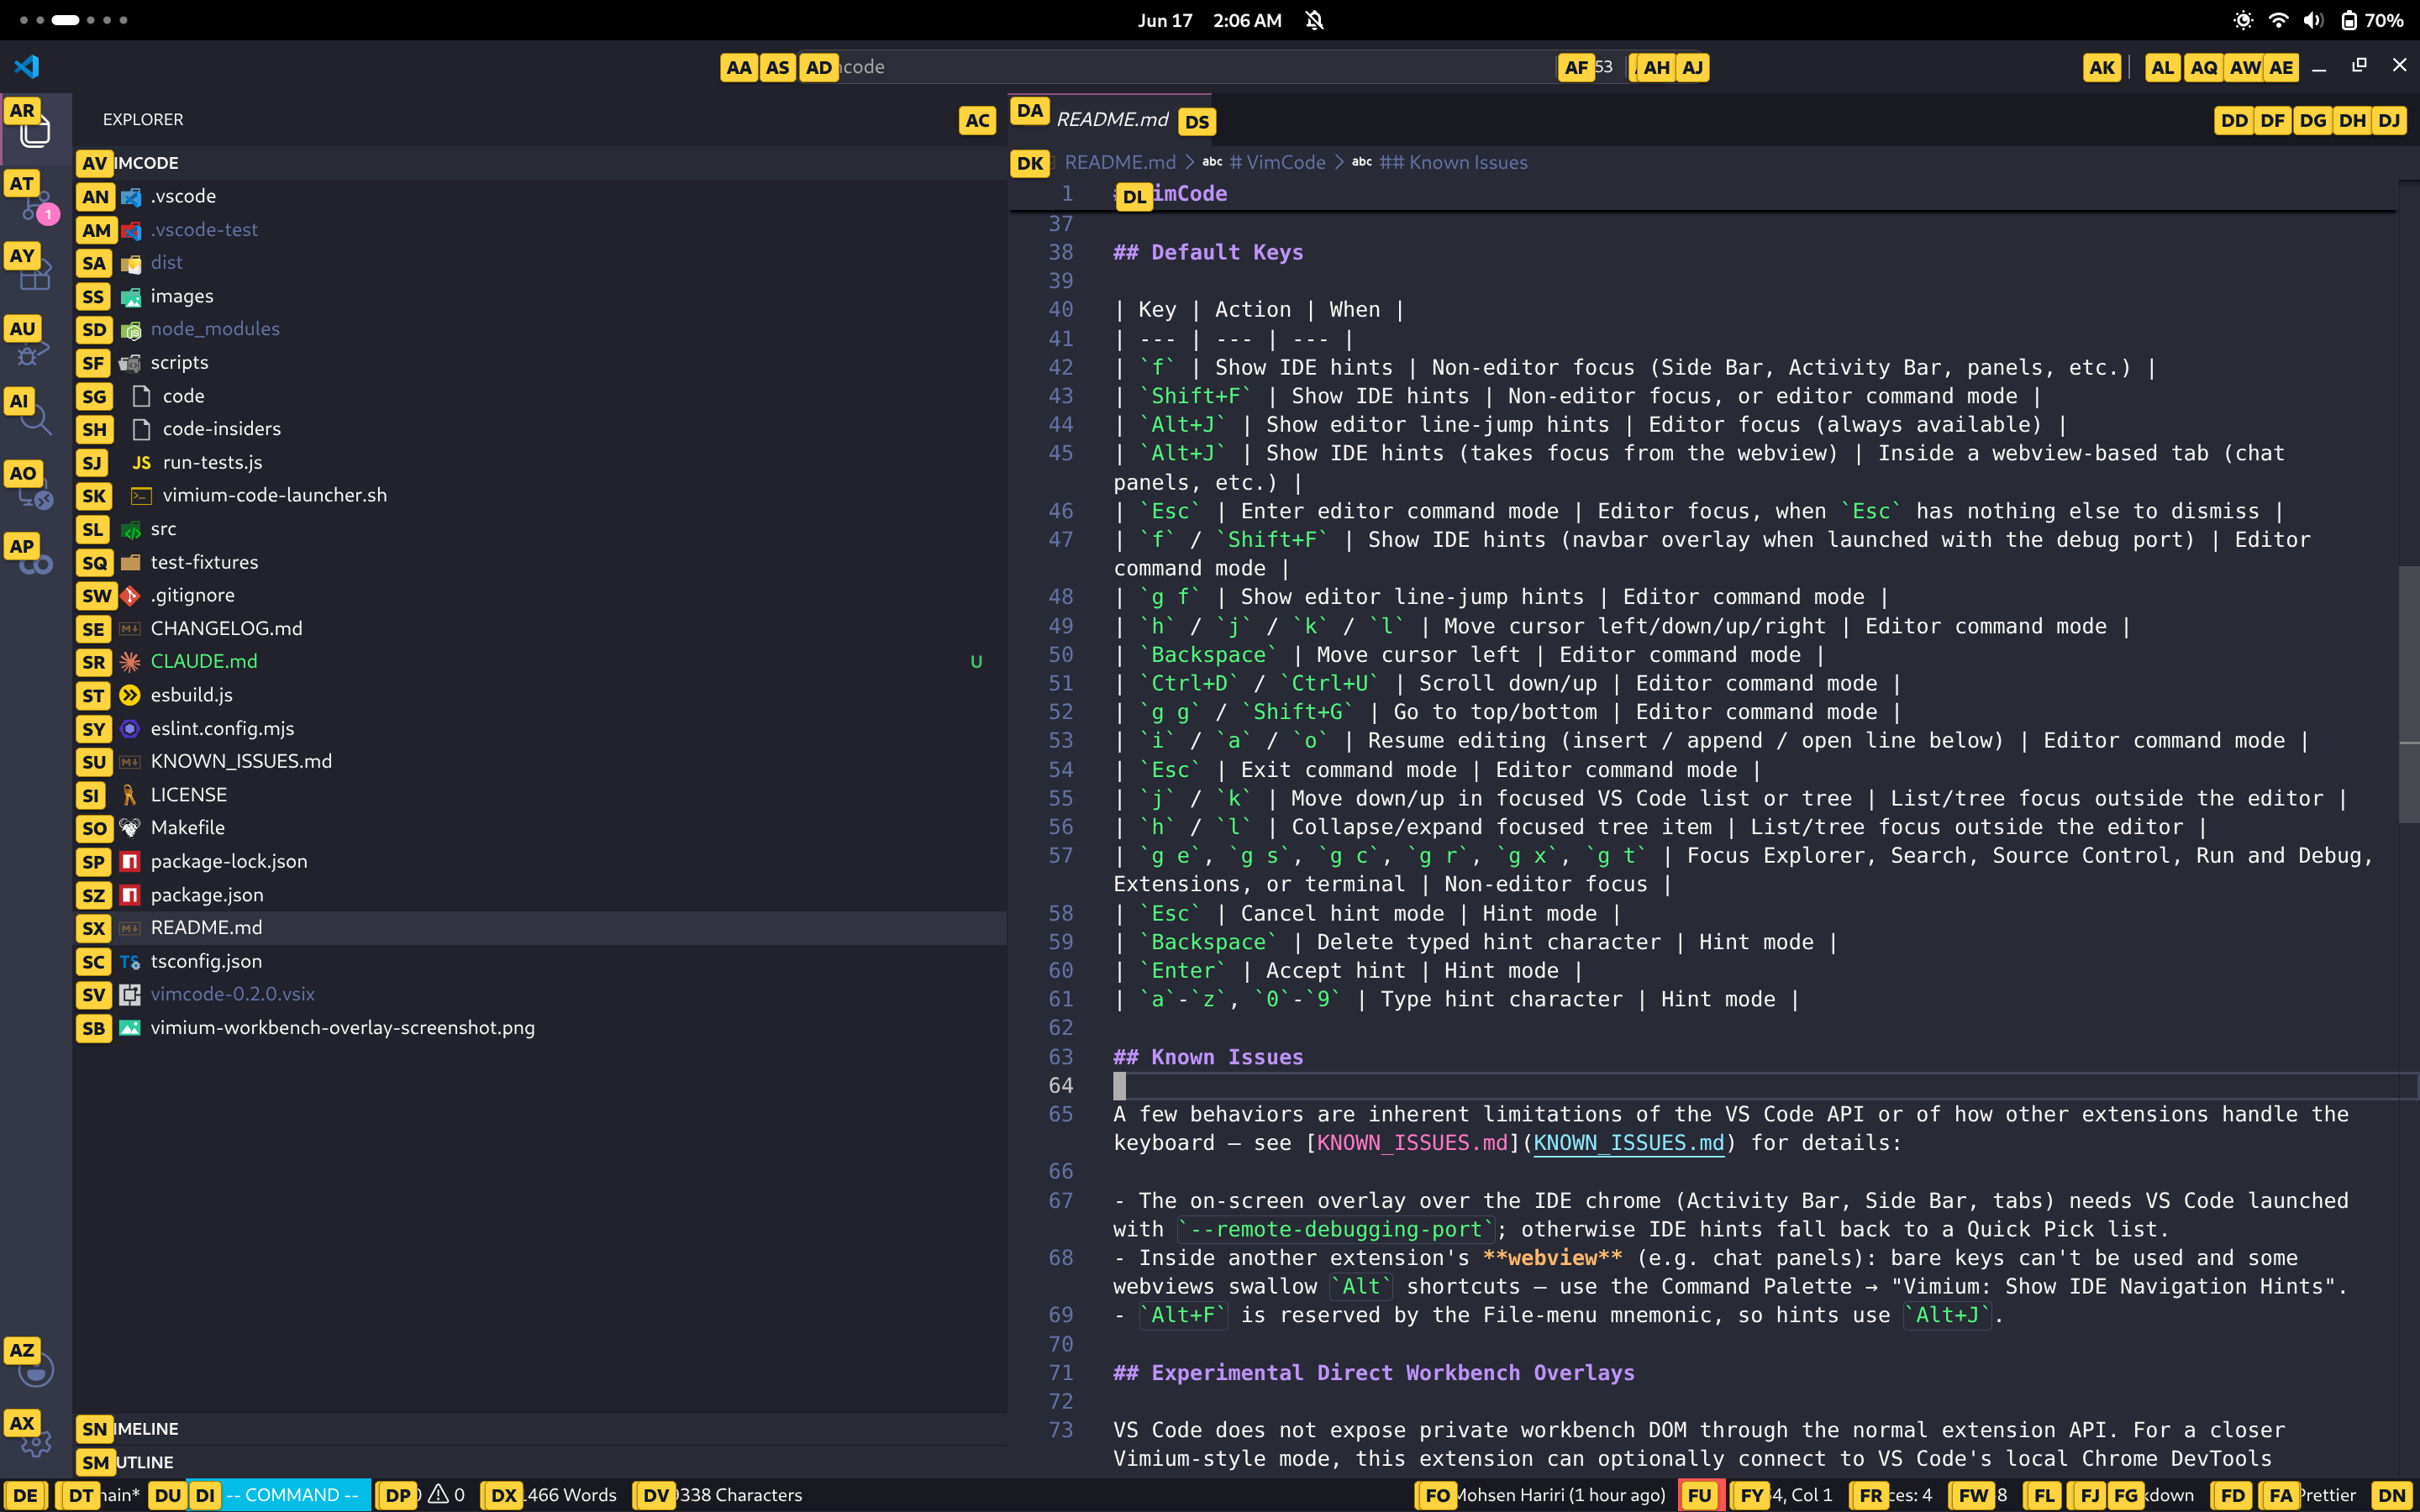 Jun 17 2:06 AM 70%
AA AS AD code AF 53 AH AJ AK AL AQ AW AE
AR EXPLORER AC DA README.md DS DD DF DG DH DJ
AV IMCODE
DK README.md > abc # VimCode > abc ## Known Issues
AT
1
AN .vscode
AM .vscode-test
AY
SA dist
SS images
AU
SD node_modules
SF scripts
AI
SG code
SH code-insiders
SJ JS run-tests.js
AO
SK vimium-code-launcher.sh
SL src
AP
SQ test-fixtures
SW .gitignore
SE CHANGELOG.md
SR CLAUDE.md U
ST esbuild.js
SY eslint.config.mjs
SU KNOWN_ISSUES.md
SI LICENSE
SO Makefile
SP package-lock.json
SZ package.json
SX README.md
SC TS tsconfig.json
SV vimcode-0.2.0.vsix
SB vimium-workbench-overlay-screenshot.png
AZ
AX
SN IMELINE
SM UTLINE
1 DL imCode
37
38 ## Default Keys
39
40 | Key | Action | When |
41 | --- | --- | --- |
42 | `f` | Show IDE hints | Non-editor focus (Side Bar, Activity Bar, panels, etc.) |
43 | `Shift+F` | Show IDE hints | Non-editor focus, or editor command mode |
44 | `Alt+J` | Show editor line-jump hints | Editor focus (always available) |
45 | `Alt+J` | Show IDE hints (takes focus from the webview) | Inside a webview-based tab (chat
panels, etc.) |
46 | `Esc` | Enter editor command mode | Editor focus, when `Esc` has nothing else to dismiss |
47 | `f` / `Shift+F` | Show IDE hints (navbar overlay when launched with the debug port) | Editor
command mode |
48 | `g f` | Show editor line-jump hints | Editor command mode |
49 | `h` / `j` / `k` / `l` | Move cursor left/down/up/right | Editor command mode |
50 | `Backspace` | Move cursor left | Editor command mode |
51 | `Ctrl+D` / `Ctrl+U` | Scroll down/up | Editor command mode |
52 | `g g` / `Shift+G` | Go to top/bottom | Editor command mode |
53 | `i` / `a` / `o` | Resume editing (insert / append / open line below) | Editor command mode |
54 | `Esc` | Exit command mode | Editor command mode |
55 | `j` / `k` | Move down/up in focused VS Code list or tree | List/tree focus outside the editor |
56 | `h` / `l` | Collapse/expand focused tree item | List/tree focus outside the editor |
57 | `g e`, `g s`, `g c`, `g r`, `g x`, `g t` | Focus Explorer, Search, Source Control, Run and Debug,
Extensions, or terminal | Non-editor focus |
58 | `Esc` | Cancel hint mode | Hint mode |
59 | `Backspace` | Delete typed hint character | Hint mode |
60 | `Enter` | Accept hint | Hint mode |
61 | `a`-`z`, `0`-`9` | Type hint character | Hint mode |
62
63 ## Known Issues
64
65 A few behaviors are inherent limitations of the VS Code API or of how other extensions handle the
keyboard — see [KNOWN_ISSUES.md](KNOWN_ISSUES.md) for details:
66
67 - The on-screen overlay over the IDE chrome (Activity Bar, Side Bar, tabs) needs VS Code launched
with `--remote-debugging-port`; otherwise IDE hints fall back to a Quick Pick list.
68 - Inside another extension's **webview** (e.g. chat panels): bare keys can't be used and some
webviews swallow `Alt` shortcuts — use the Command Palette → "Vimium: Show IDE Navigation Hints".
69 - `Alt+F` is reserved by the File-menu mnemonic, so hints use `Alt+J`.
70
71 ## Experimental Direct Workbench Overlays
72
73 VS Code does not expose private workbench DOM through the normal extension API. For a closer
Vimium-style mode, this extension can optionally connect to VS Code's local Chrome DevTools
DE DT ain* DU DI -- COMMAND -- DP 0 DX 466 Words DV 338 Characters FO Mohsen Hariri (1 hour ago) FU FY 4, Col 1 FR ces: 4 FW 8 FL FJ FG kdown FD FA Prettier DN